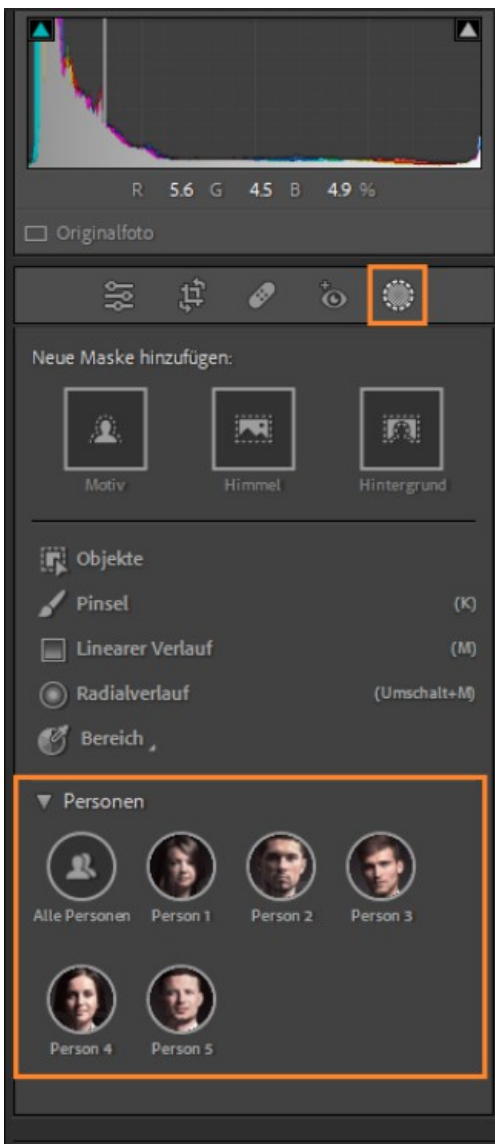 R 5.6 G 4.5 B 4.9 %
Originalfoto
Neue Maske hinzufügen:
Motiv Himmel Hintergrund
Objekte
Pinsel (K)
Linearer Verlauf (M)
Radialverlauf (Umschalt+M)
Bereich
Personen
Alle Personen Person 1 Person 2 Person 3
Person 4 Person 5